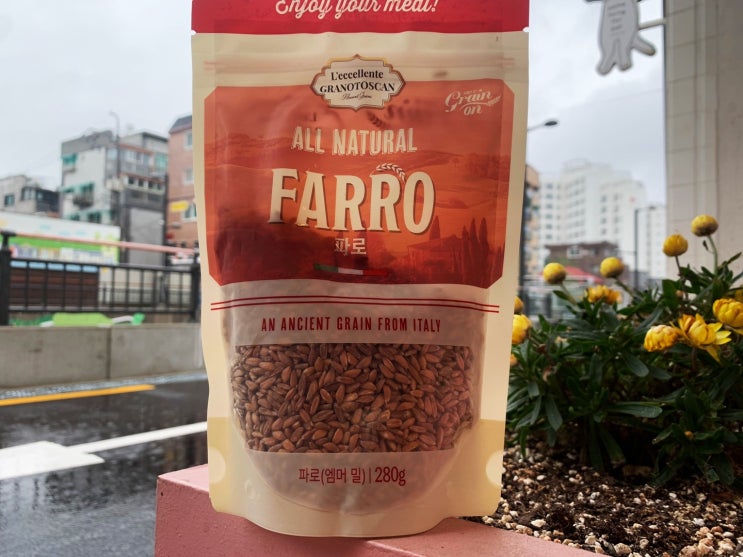 Enjoy your meal!
L'eccellente
GRANOTOSCAN
Grain
on
ALL NATURAL
FARRO
파로
AN ANCIENT GRAIN FROM ITALY
파로(엠머 밀) | 280g